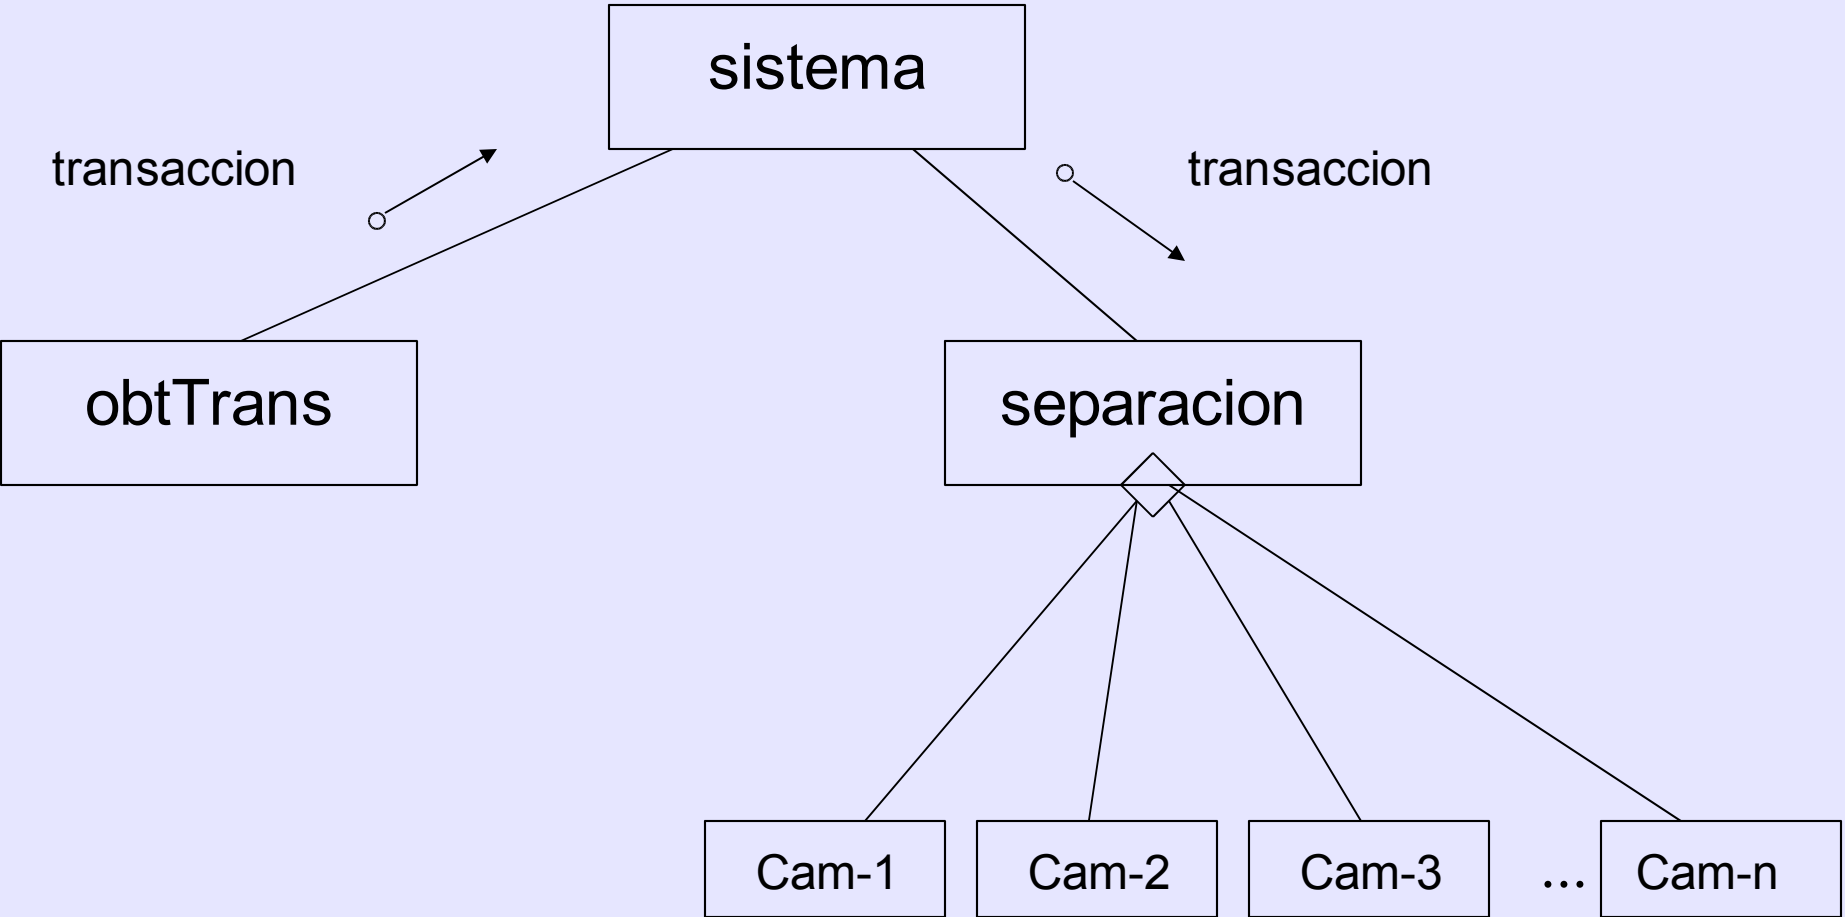 sistema
transaccion
transaccion
obtTrans
separacion
Cam-1
Cam-2
Cam-3
...
Cam-n